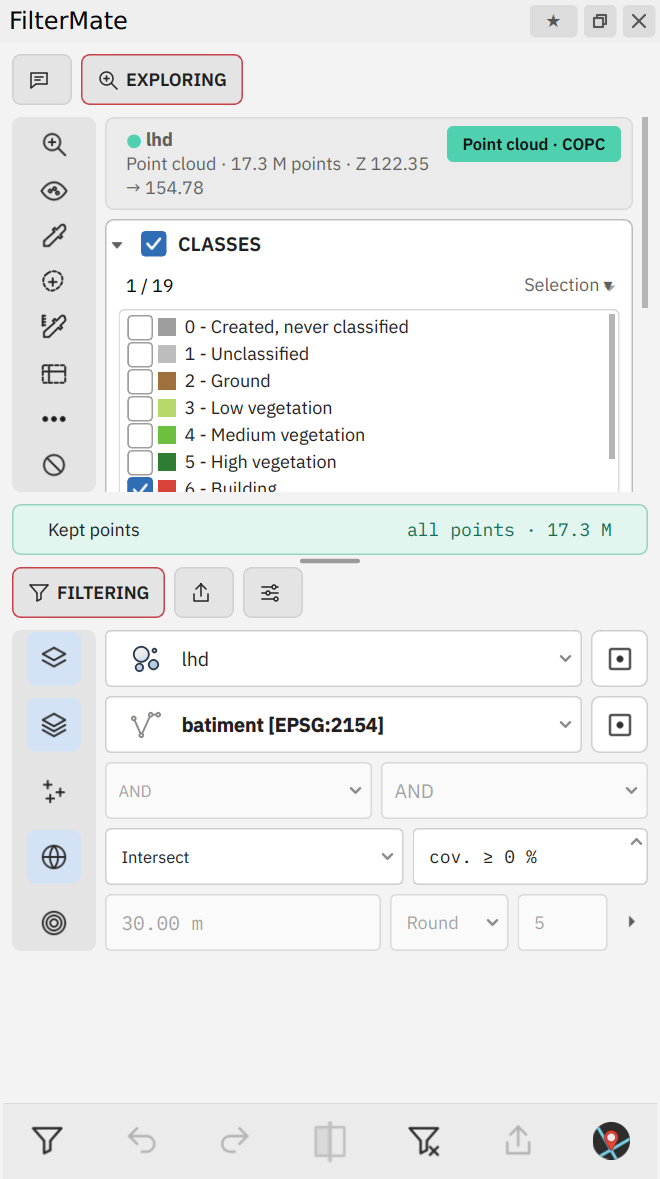 FilterMate
EXPLORING
lhd
Point cloud · 17.3 M points · Z 122.35
→ 154.78
Point cloud · COPC
CLASSES
1 / 19
Selection
0 - Created, never classified
1 - Unclassified
2 - Ground
3 - Low vegetation
4 - Medium vegetation
5 - High vegetation
6 - Building
Kept points
all points · 17.3 M
FILTERING
lhd
batiment [EPSG:2154]
AND
AND
Intersect
cov. ≥ 0 %
30.00 m
Round
5